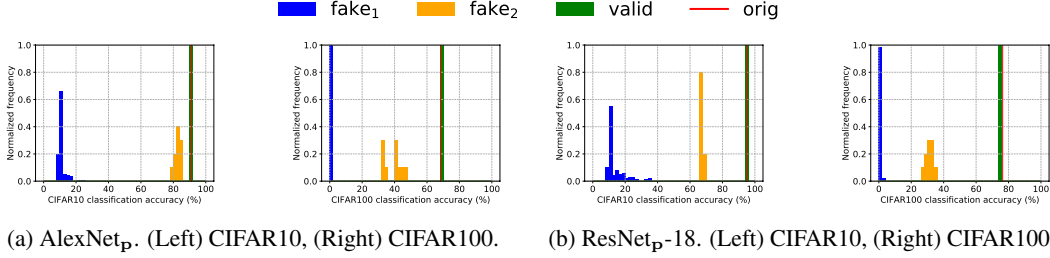 fake₁ fake₂ valid orig
Normalized frequency
1.0
0.8
0.6
0.4
0.2
0.0
0 20 40 60 80 100
CIFAR10 classification accuracy (%)
Normalized frequency
1.0
0.8
0.6
0.4
0.2
0.0
0 20 40 60 80 100
CIFAR100 classification accuracy (%)
Normalized frequency
1.0
0.8
0.6
0.4
0.2
0.0
0 20 40 60 80 100
CIFAR10 classification accuracy (%)
Normalized frequency
1.0
0.8
0.6
0.4
0.2
0.0
0 20 40 60 80 100
CIFAR100 classification accuracy (%)
(a) AlexNetₚ. (Left) CIFAR10, (Right) CIFAR100.
(b) ResNetₚ-18. (Left) CIFAR10, (Right) CIFAR100